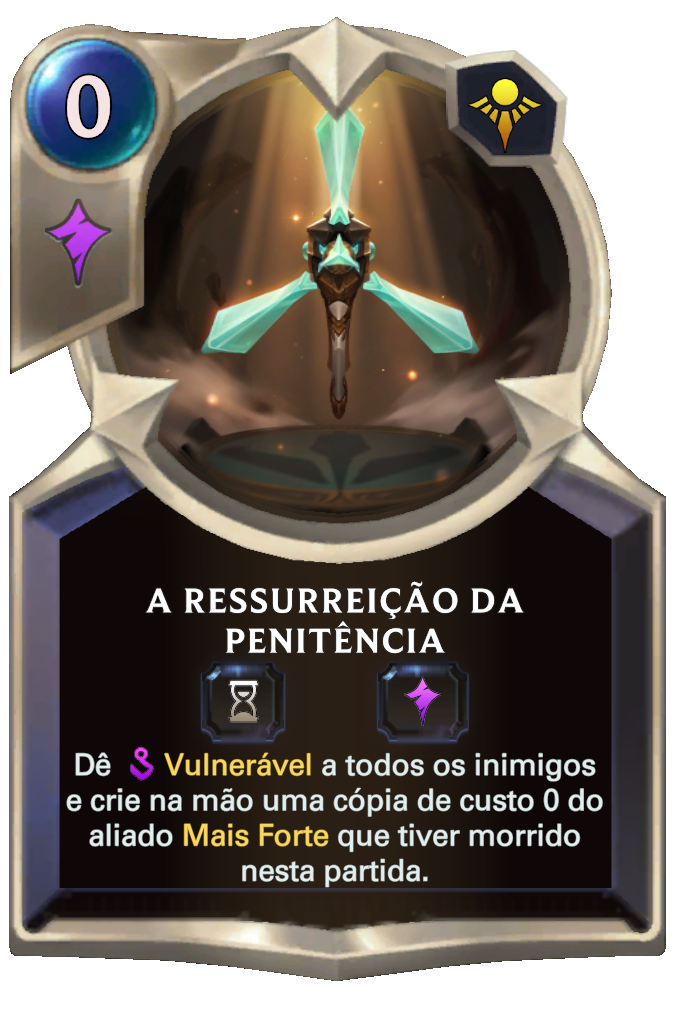 0
A RESSURREIÇÃO DA
PENITÊNCIA
Dê Vulnerável a todos os inimigos
e crie na mão uma cópia de custo 0 do
aliado Mais Forte que tiver morrido
nesta partida.